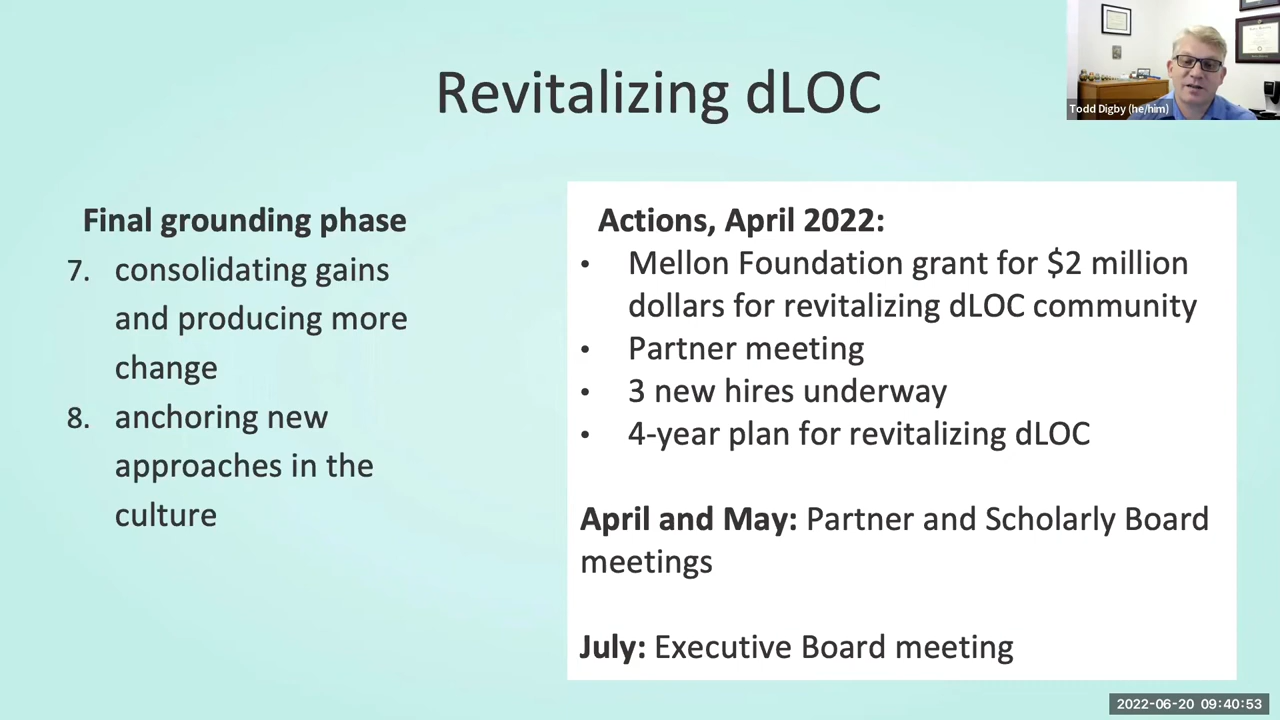 Revitalizing dLOC
Todd Digby (he/him)
Final grounding phase
7. consolidating gains
and producing more
change
8. anchoring new
approaches in the
culture
Actions, April 2022:
• Mellon Foundation grant for $2 million
dollars for revitalizing dLOC community
• Partner meeting
• 3 new hires underway
• 4-year plan for revitalizing dLOC
April and May: Partner and Scholarly Board
meetings
July: Executive Board meeting
2022-06-20 09:40:53